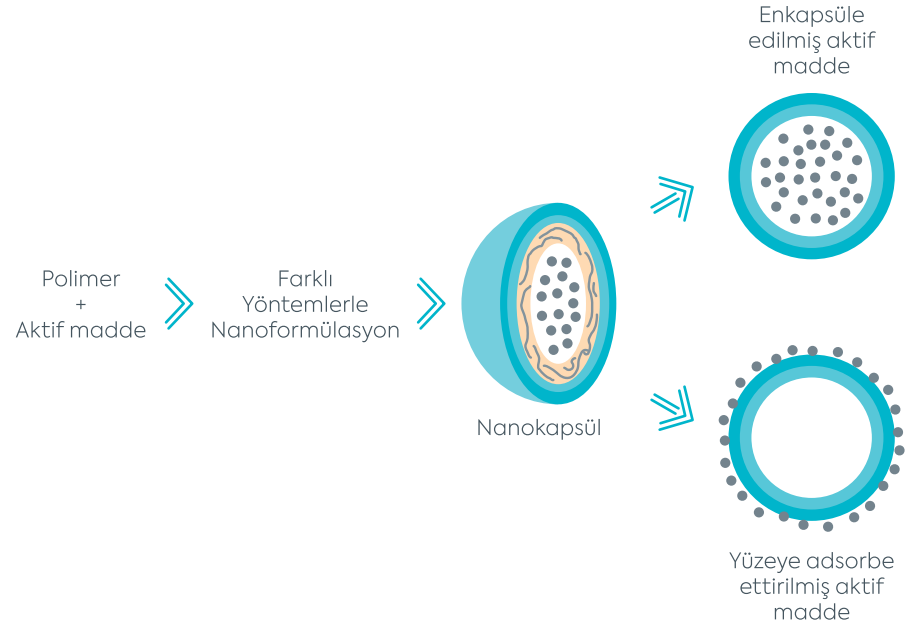 Polimer
+
Aktif madde
Farklı
Yöntemlerle
Nanoformülasyon
Nanokapsül
Enkapsüle
edilmiş aktif
madde
Yüzeye adsorbe
ettirilmiş aktif
madde